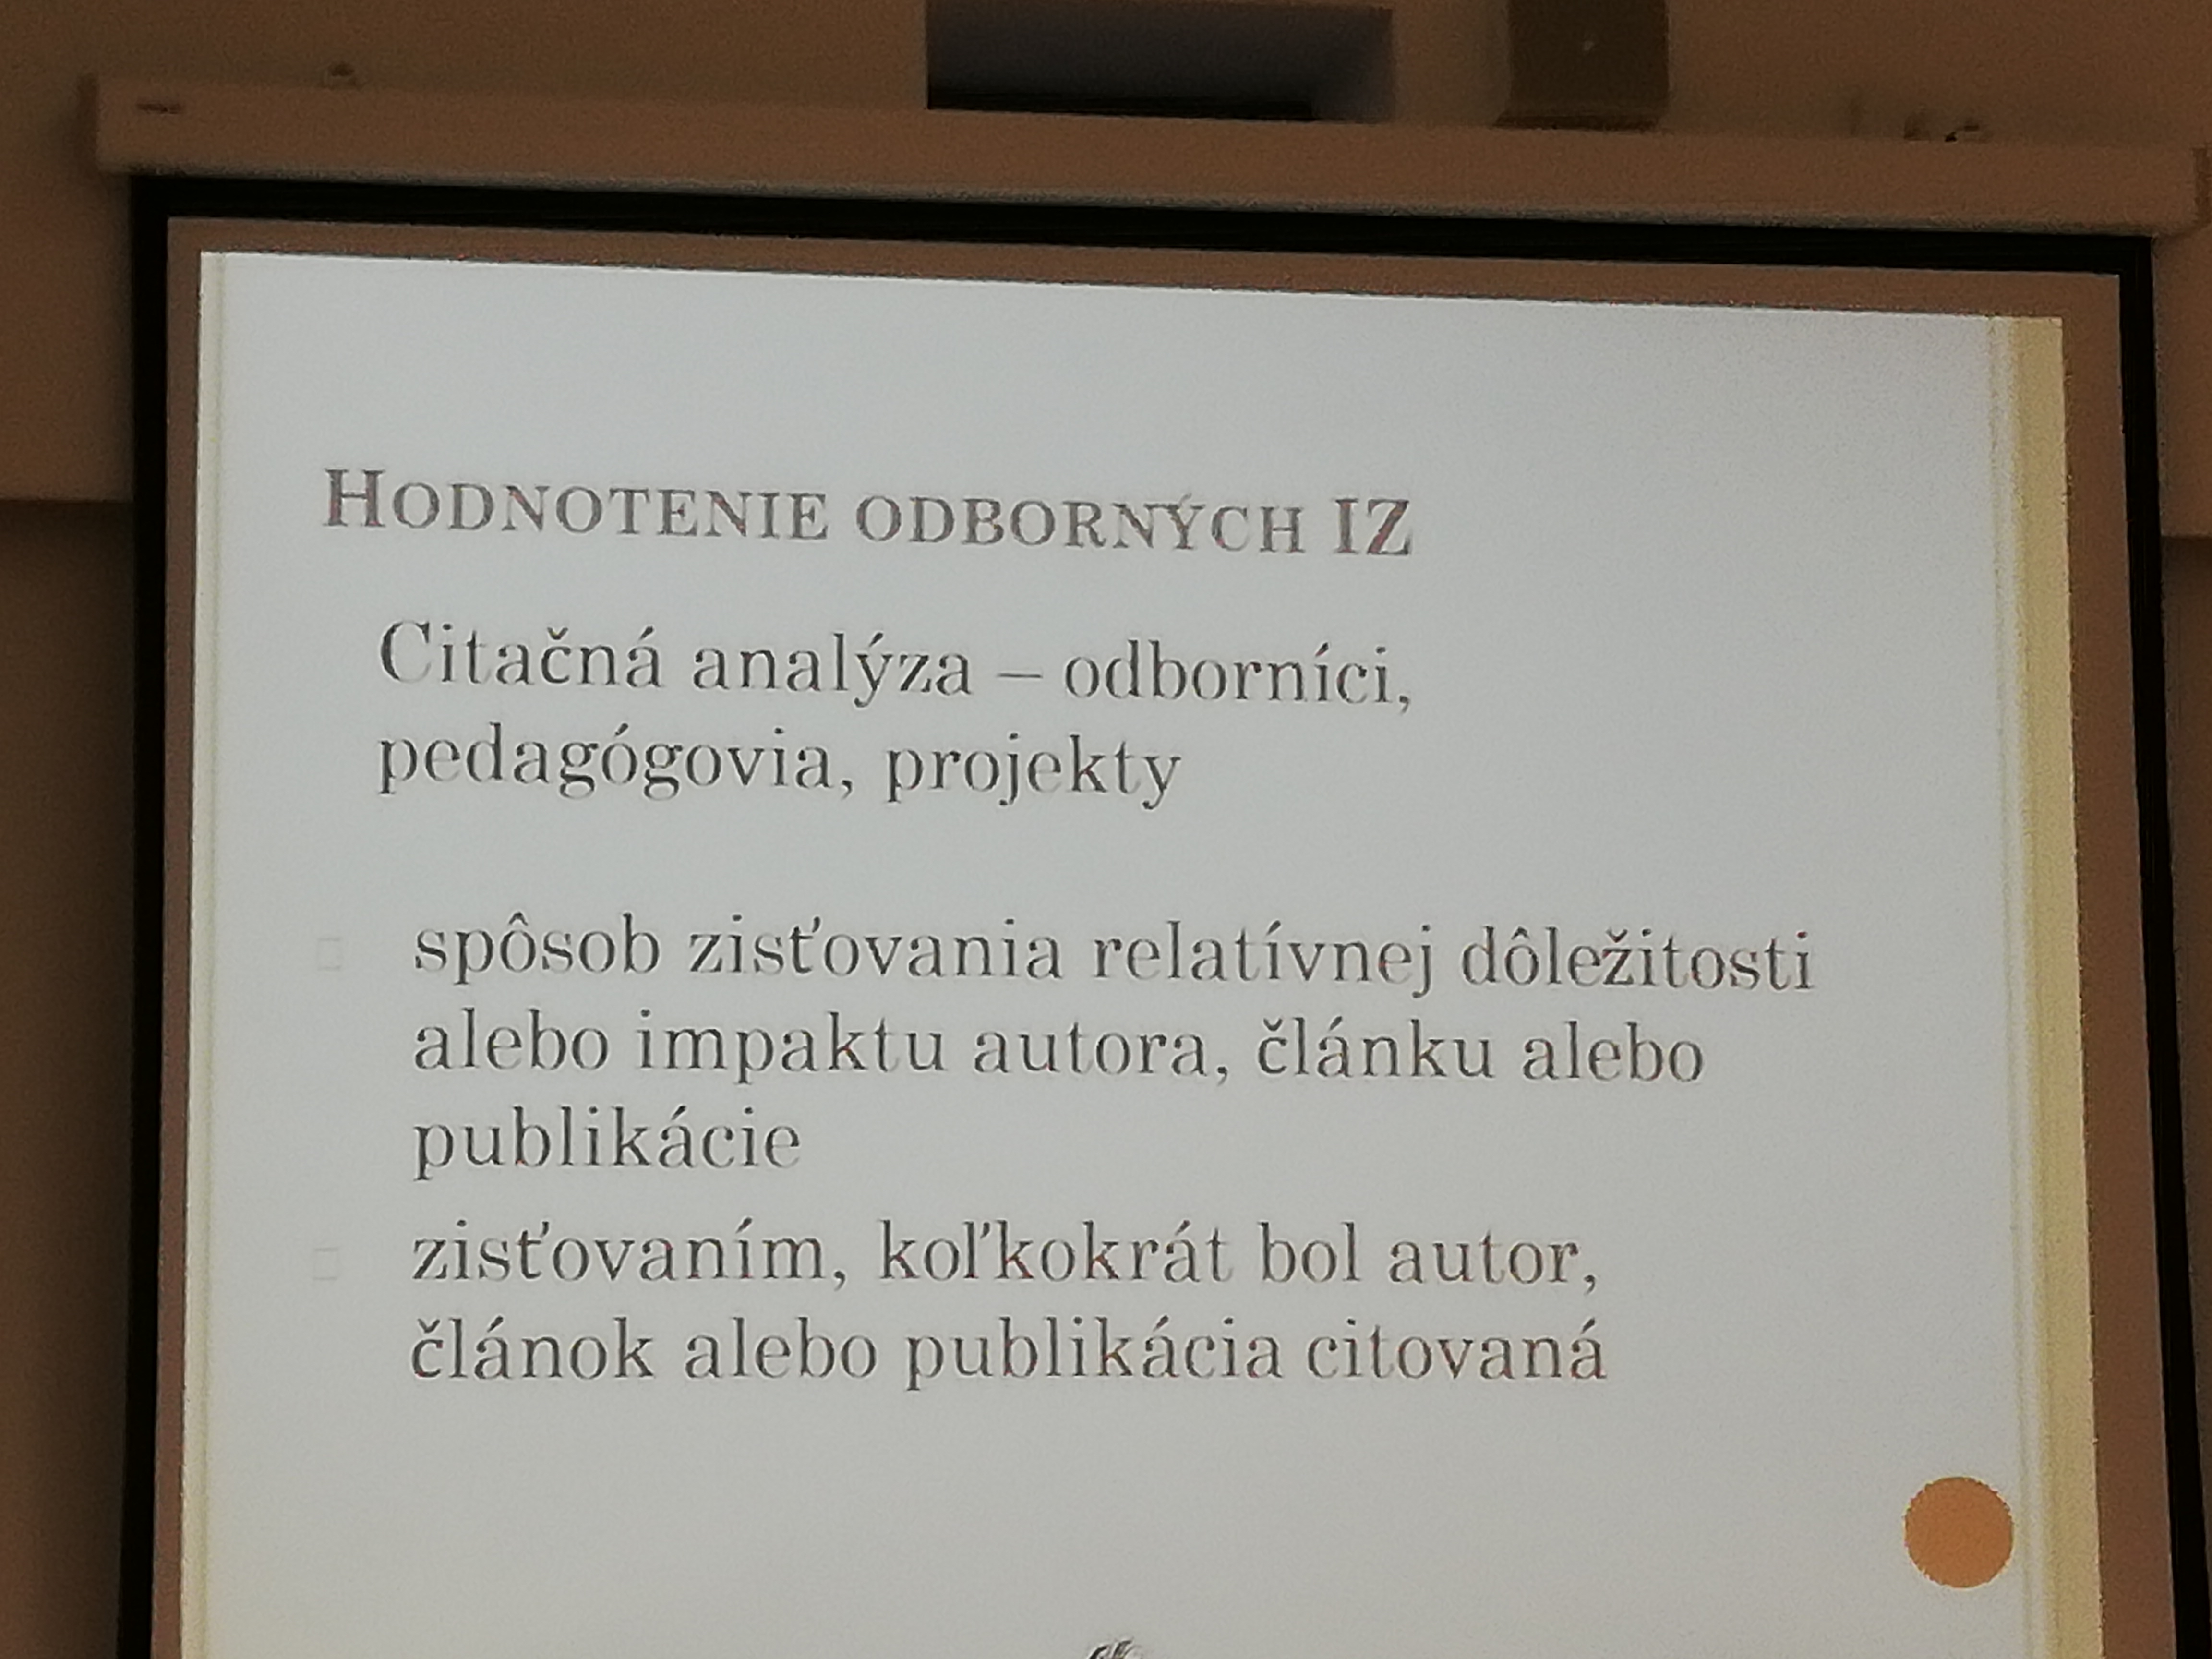 HODNOTENIE ODBORNÝCH IZ
Citačná analýza – odborníci,
pedagógovia, projekty
spôsob zisťovania relatívnej dôležitosti
alebo impaktu autora, článku alebo
publikácie
zisťovaním, koľkokrát bol autor,
článok alebo publikácia citovaná